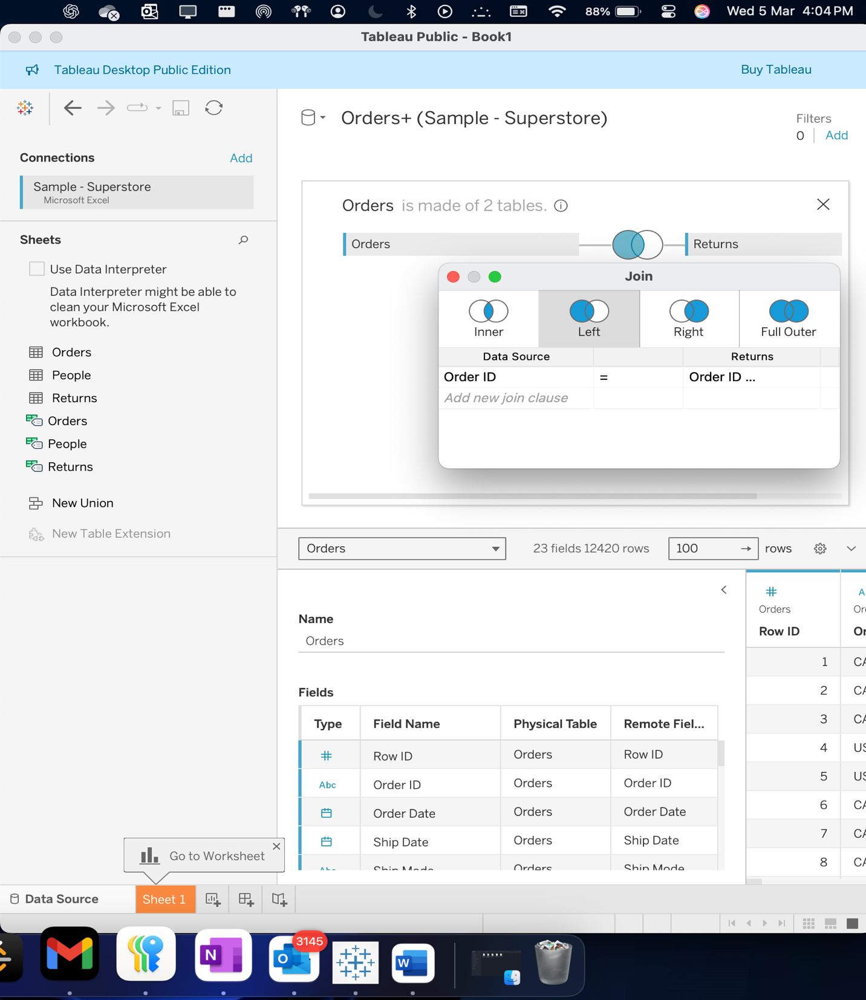 88%
Wed 5 Mar 4:04 PM
Tableau Public - Book1
Tableau Desktop Public Edition
Buy Tableau
Orders+ (Sample - Superstore)
Filters
0
Add
Connections
Add
Sample - Superstore
Microsoft Excel
Sheets
Use Data Interpreter
Data Interpreter might be able to
clean your Microsoft Excel
workbook.
Orders
People
Returns
Orders
People
Returns
New Union
New Table Extension
Orders is made of 2 tables.
Orders
Returns
Join
Inner
Left
Right
Full Outer
Data Source
Returns
Order ID
=
Order ID ...
Add new join clause
Orders
23 fields 12420 rows
100
rows
Name
Orders
Fields
Type
Field Name
Physical Table
Remote Fiel...
#
Row ID
Orders
Row ID
Abc
Order ID
Orders
Order ID
Order Date
Orders
Order Date
Ship Date
Orders
Ship Date
Abc
Ship Mode
Orders
Ship Mode
#
Orders
Row ID
A
Or
Or
1
CA
2
CA
3
CA
4
US
5
US
6
CA
7
CA
8
CA
Go to Worksheet
Data Source
Sheet 1
N
O
3145
W